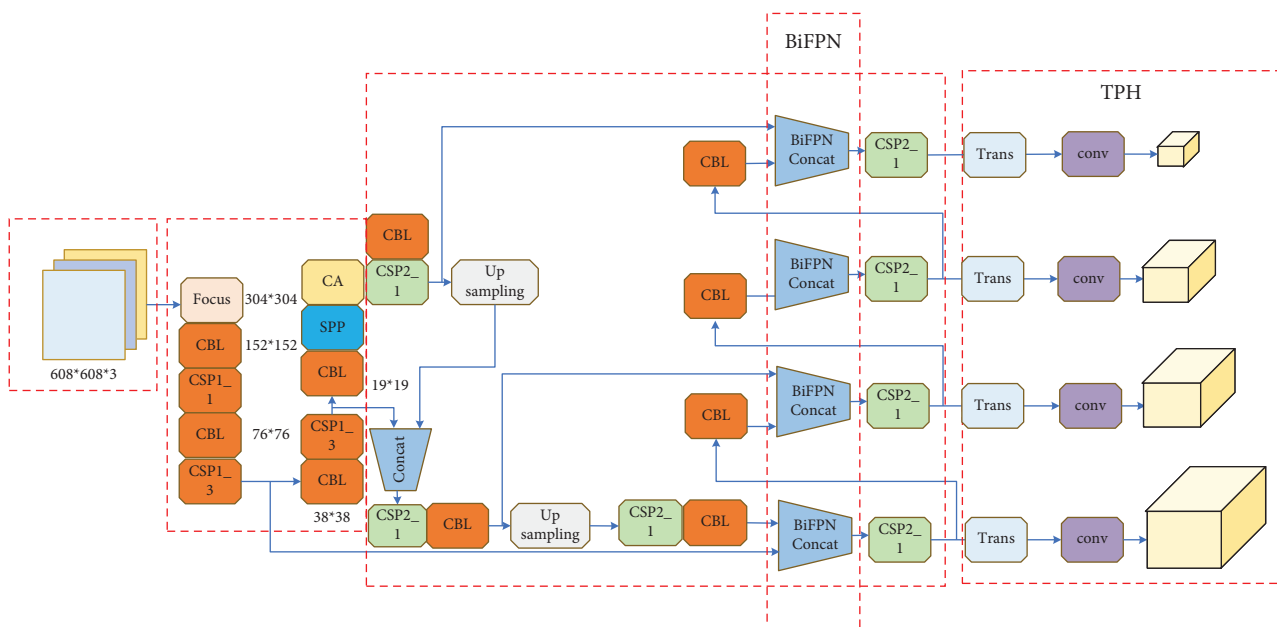 BiFPN
TPH
608*608*3
Focus
CBL
CSP1_
1
CBL
CSP1_
3
304*304
152*152
76*76
38*38
CA
SPP
CBL
CSP1_
3
CBL
19*19
CBL
CSP2_
1
Up
sampling
Concat
CSP2_
1
CBL
Up
sampling
CSP2_
1
CBL
CBL
BiFPN
Concat
CSP2_
1
Trans
conv
CBL
BiFPN
Concat
CSP2_
1
Trans
conv
CBL
BiFPN
Concat
CSP2_
1
Trans
conv
BiFPN
Concat
CSP2_
1
Trans
conv